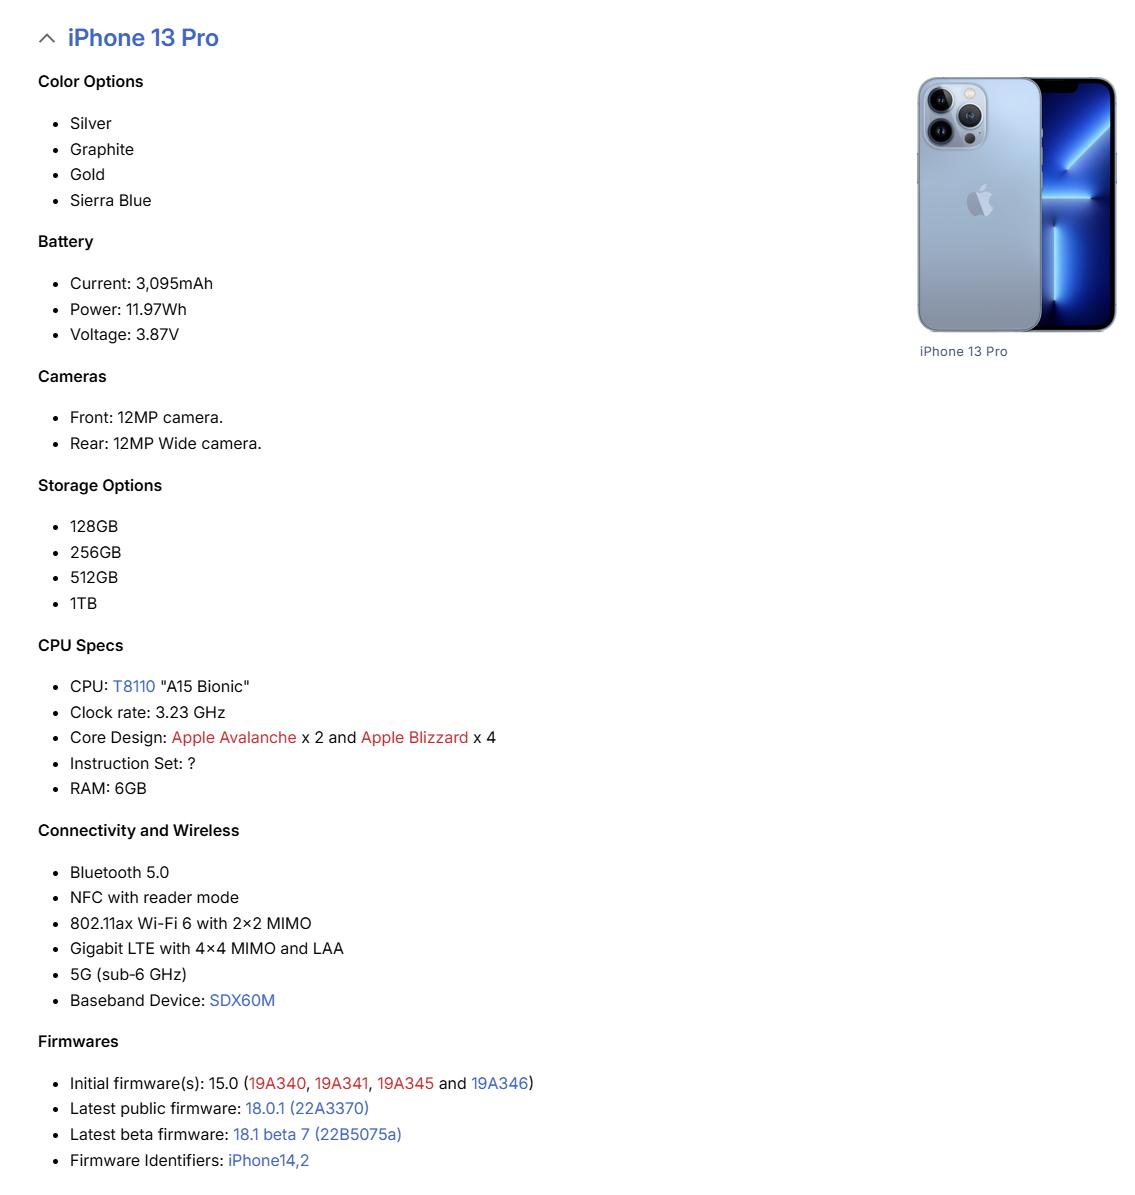 iPhone 13 Pro
Color Options
Silver
Graphite
Gold
Sierra Blue
Battery
Current: 3,095mAh
Power: 11.97Wh
Voltage: 3.87V
Cameras
Front: 12MP camera.
Rear: 12MP Wide camera.
Storage Options
128GB
256GB
512GB
1TB
CPU Specs
CPU: T8110 "A15 Bionic"
Clock rate: 3.23 GHz
Core Design: Apple Avalanche x 2 and Apple Blizzard x 4
Instruction Set: ?
RAM: 6GB
Connectivity and Wireless
Bluetooth 5.0
NFC with reader mode
802.11ax Wi-Fi 6 with 2×2 MIMO
Gigabit LTE with 4×4 MIMO and LAA
5G (sub-6 GHz)
Baseband Device: SDX60M
Firmwares
Initial firmware(s): 15.0 (19A340, 19A341, 19A345 and 19A346)
Latest public firmware: 18.0.1 (22A3370)
Latest beta firmware: 18.1 beta 7 (22B5075a)
Firmware Identifiers: iPhone14,2
iPhone 13 Pro